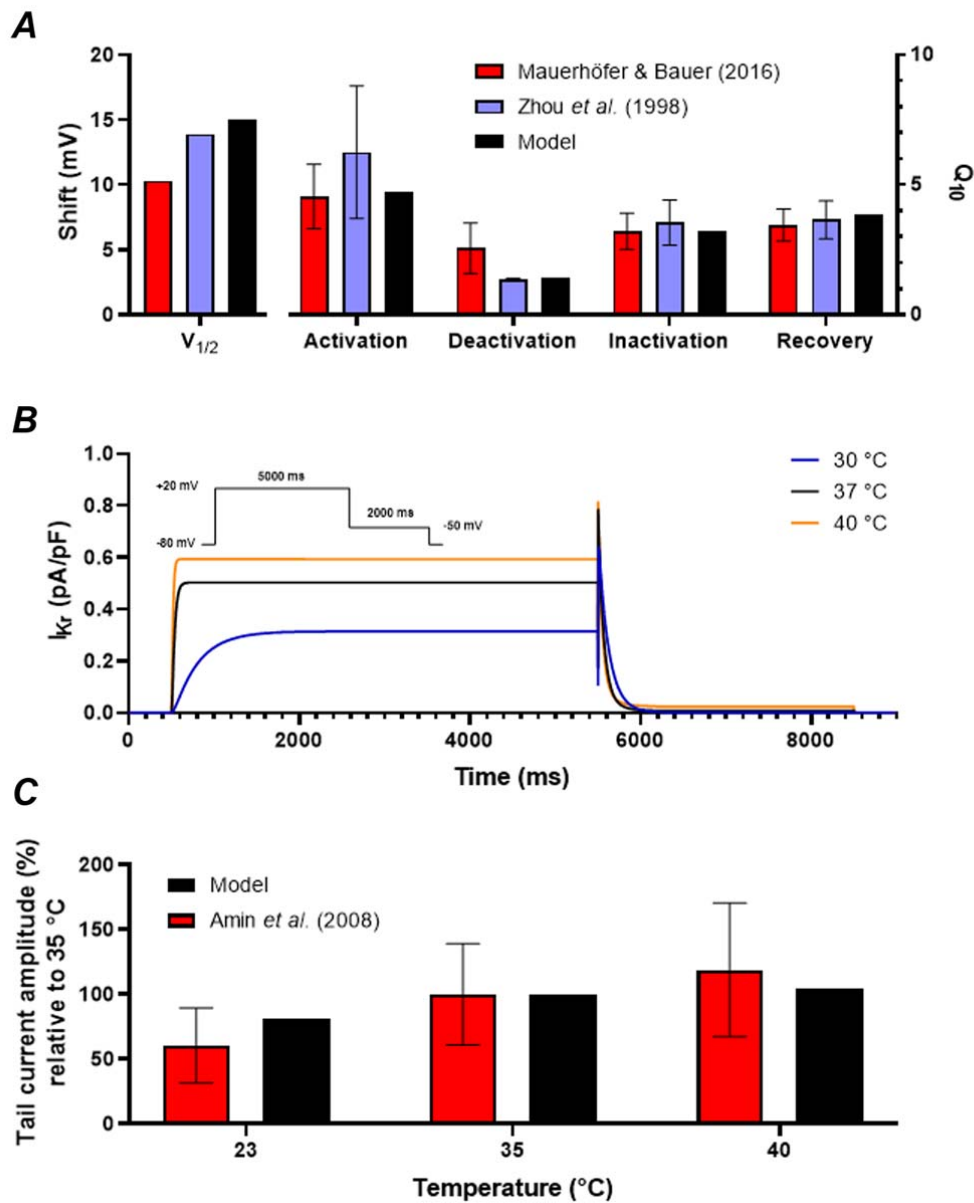 A
20
15
10
5
0
Shift (mV)
Mauerhöfer & Bauer (2016)
Zhou et al. (1998)
Model
10
5
0
Q10
V1/2
Activation
Deactivation
Inactivation
Recovery
B
1.0
0.8
0.6
0.4
0.2
0.0
IKr (pA/pF)
+20 mV
5000 ms
2000 ms
-50 mV
-80 mV
30 °C
37 °C
40 °C
0
2000
4000
6000
8000
Time (ms)
C
200
150
100
50
0
Tail current amplitude (%)
relative to 35 °C
Model
Amin et al. (2008)
23
35
40
Temperature (°C)